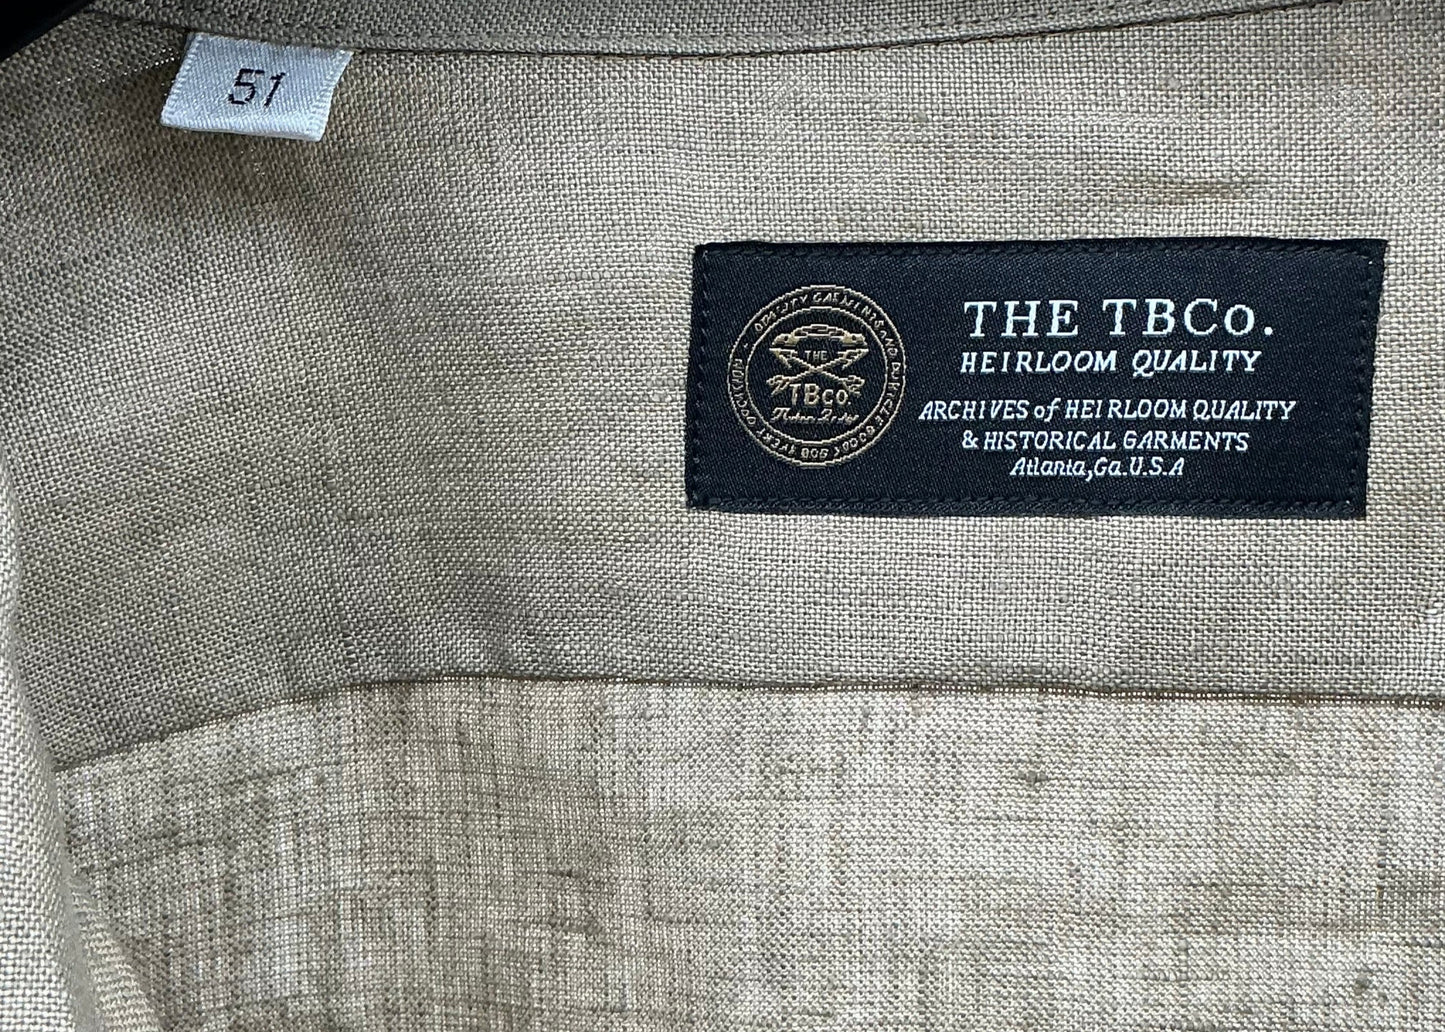 51
THE TBCo.
HEIRLOOM QUALITY
ARCHIVES of HEIRLOOM QUALITY
& HISTORICAL GARMENTS
Atlanta,Ga.U.S.A
THE
TBCo